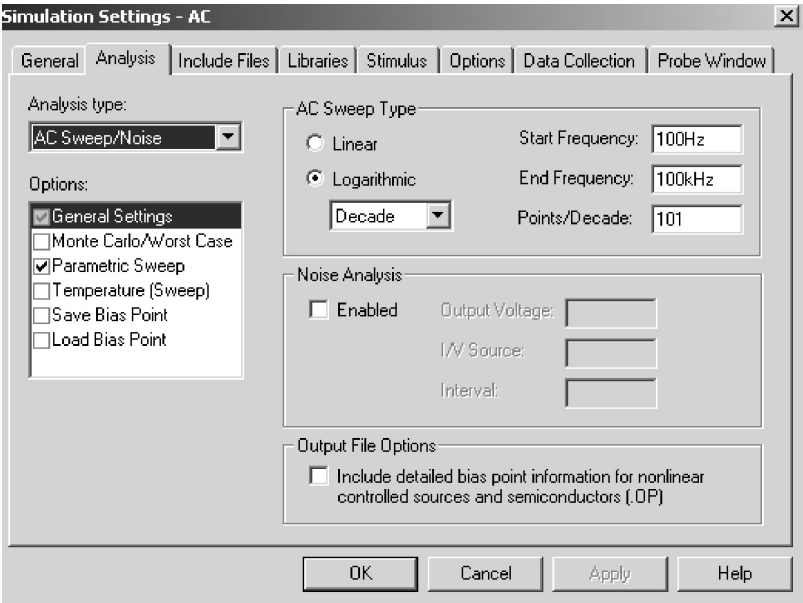 Simulation Settings - AC
General Analysis Include Files Libraries Stimulus Options Data Collection Probe Window
Analysis type:
AC Sweep/Noise
Options:
General Settings
Monte Carlo/Worst Case
Parametric Sweep
Temperature (Sweep)
Save Bias Point
Load Bias Point
AC Sweep Type
Linear
Logarithmic
Decade
Start Frequency: 100Hz
End Frequency: 100kHz
Points/Decade: 101
Noise Analysis
Enabled
Output Voltage:
I/V Source:
Interval:
Output File Options
Include detailed bias point information for nonlinear
controlled sources and semiconductors (.OP)
OK Cancel Apply Help